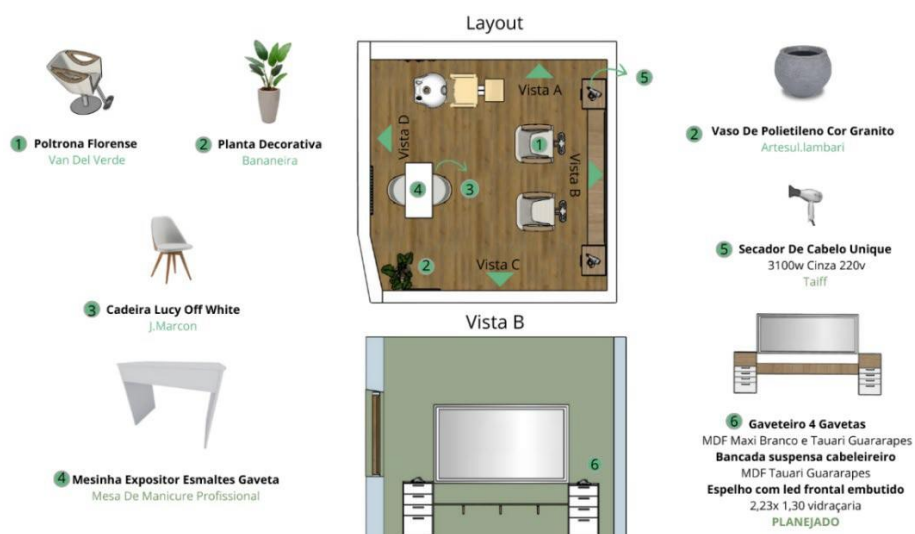 Layout
1 Poltrona Florense
Van Del Verde
2 Planta Decorativa
Bananeira
3 Cadeira Lucy Off White
J.Marcon
4 Mesinha Expositor Esmaltes Gaveta
Mesa De Manicure Profissional
Vista A
5
1
Vista D
Vista B
4
3
2
Vista C
Vista B
6
2 Vaso De Polietileno Cor Granito
Artesul.lambari
5 Secador De Cabelo Unique
3100w Cinza 220v
Taiff
6 Gaveteiro 4 Gavetas
MDF Maxi Branco e Tauari Guararapes
Bancada suspensa cabeleireiro
MDF Tauari Guararapes
Espelho com led frontal embutido
2,23x 1,30 vidraçaria
PLANEJADO